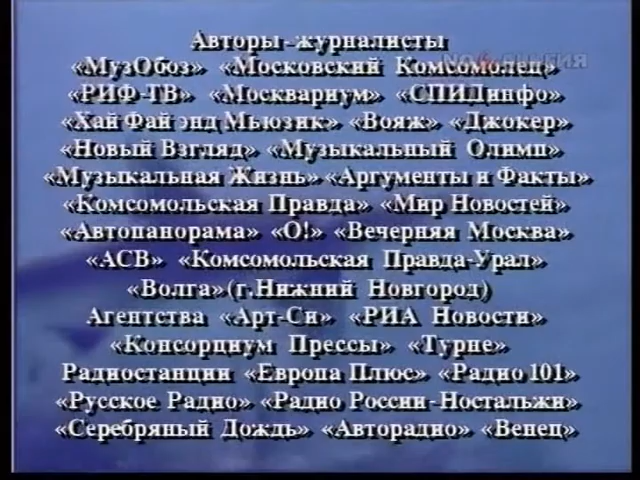 Авторы-журналисты
НОСТАЛЬГИЯ
«МузОбоз» «Московский Комсомолец»
«РИФ-ТВ» «Москвариум» «СПИДинфо»
«Хай Фай энд Мьюзик» «Вояж» «Джокер»
«Новый Взгляд» «Музыкальный Олимп»
«Музыкальная Жизнь» «Аргументы и Факты»
«Комсомольская Правда» «Мир Новостей»
«Автопанорама» «О!» «Вечерняя Москва»
«АСВ» «Комсомольская Правда-Урал»
«Волга» (г.Нижний Новгород)
Агентства «Арт-Си» «РИА Новости»
«Консорциум Прессы» «Турне»
Радиостанции «Европа Плюс» «Радио 101»
«Русское Радио» «Радио России-Ностальжи»
«Серебряный Дождь» «Авторадио» «Венец»